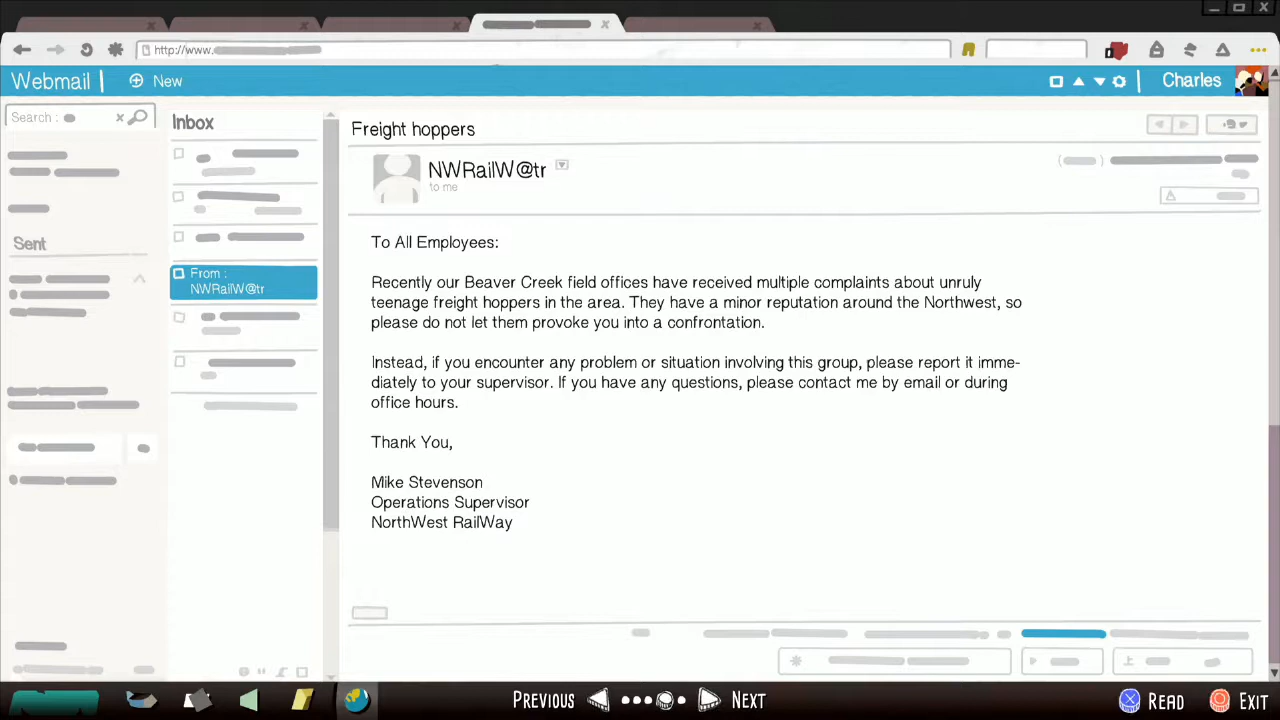 http://www.
Webmail
New
Charles
Search :
Inbox
Freight hoppers
NWRailW@tr
to me
Sent
To All Employees:
From :
NWRailW@tr
Recently our Beaver Creek field offices have received multiple complaints about unruly
teenage freight hoppers in the area. They have a minor reputation around the Northwest, so
please do not let them provoke you into a confrontation.
Instead, if you encounter any problem or situation involving this group, please report it imme-
diately to your supervisor. If you have any questions, please contact me by email or during
office hours.
Thank You,
Mike Stevenson
Operations Supervisor
NorthWest RailWay
Previous
Next
Read
Exit